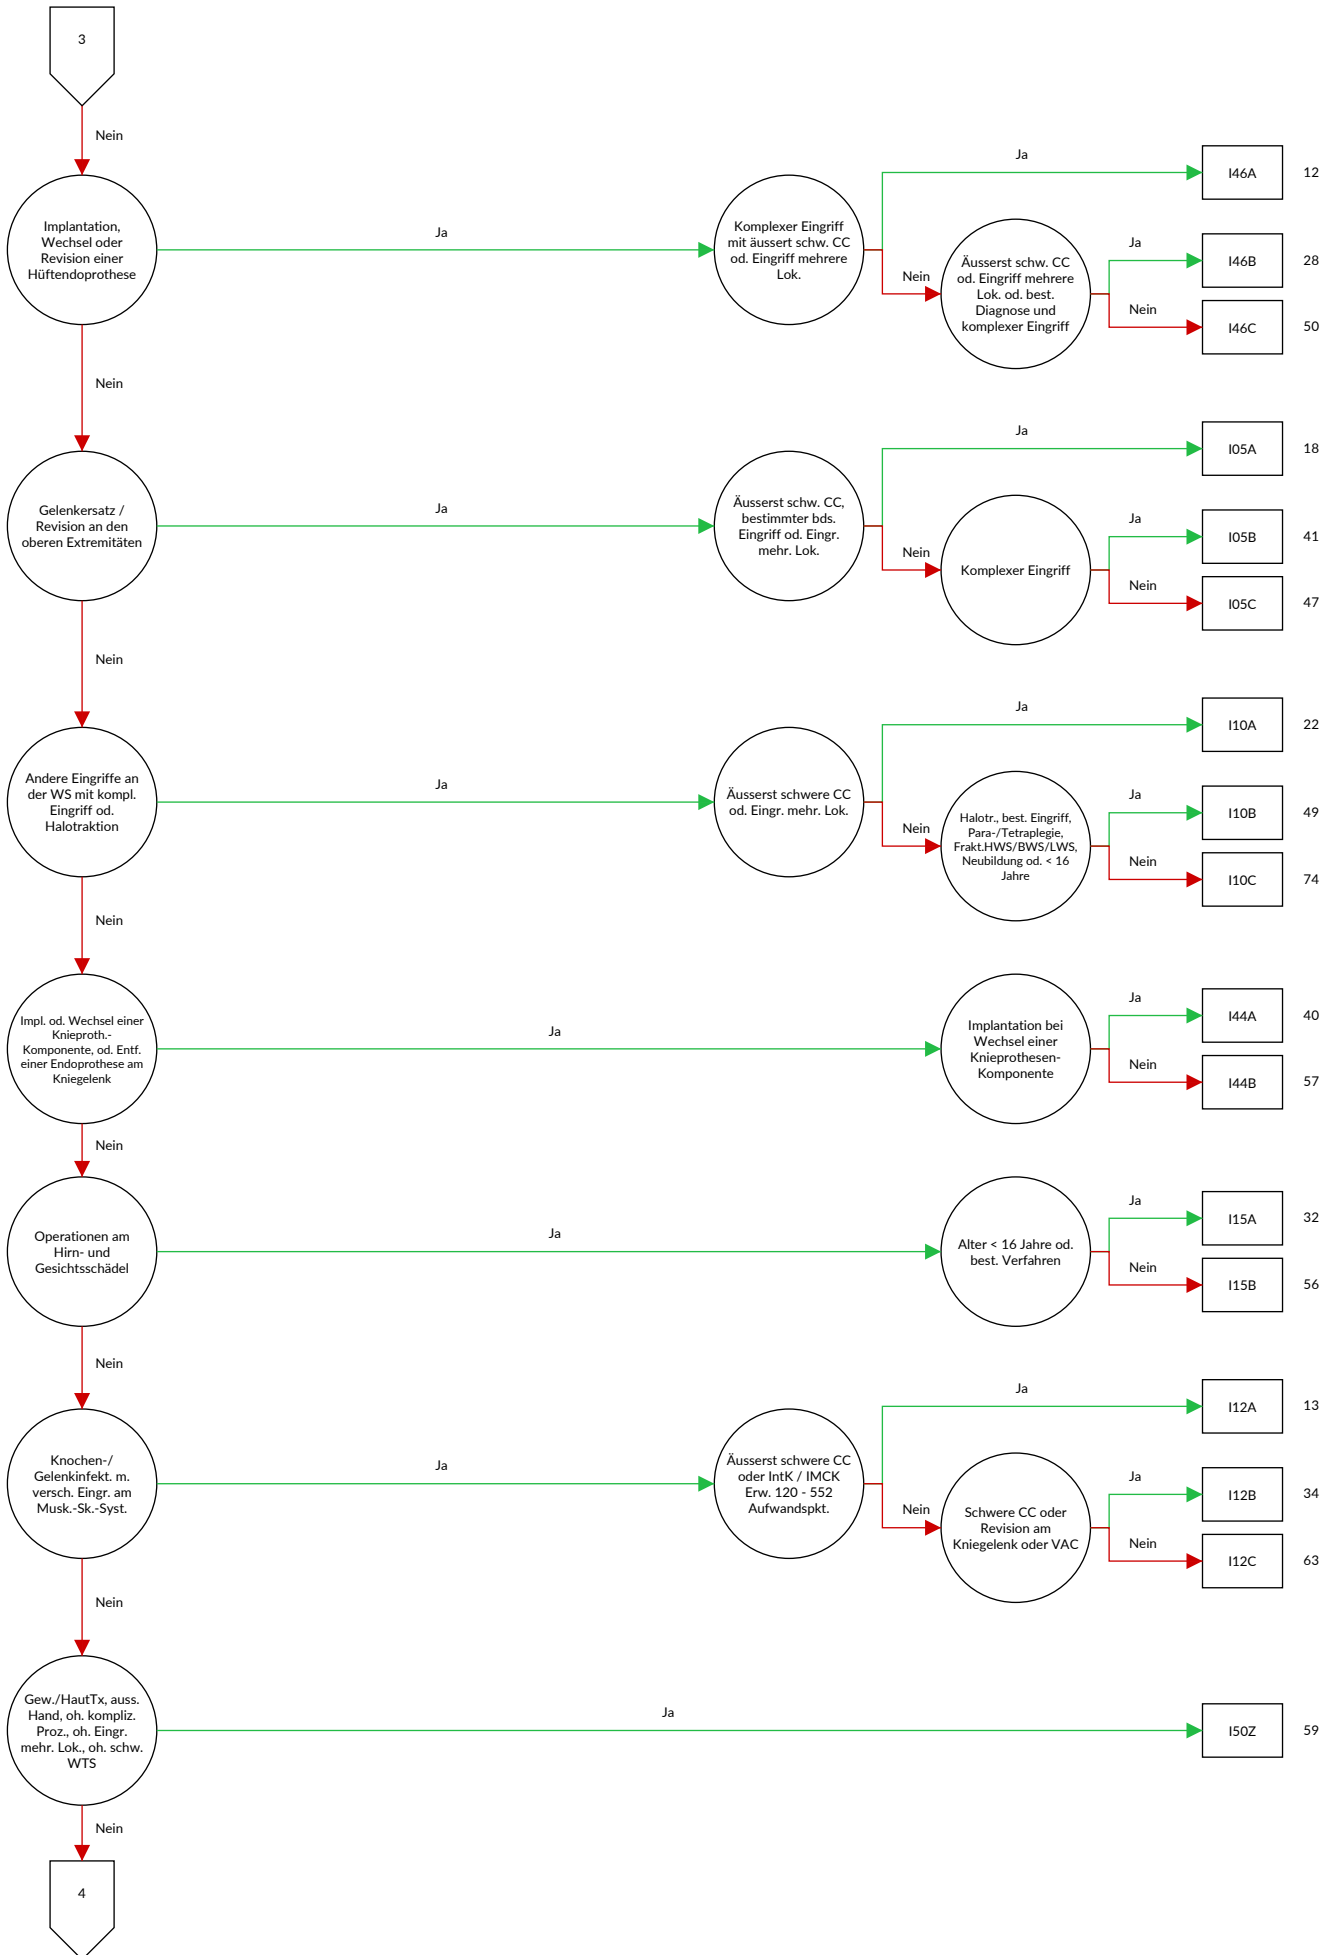 3
Nein
Implantation,
Wechsel oder
Revision einer
Hüftendoprothese
Ja
Komplexer Eingriff
mit äussert schw. CC
od. Eingriff mehrere
Lok.
Ja
I46A
12
Nein
Äusserst schw. CC
od. Eingriff mehrere
Lok. od. best.
Diagnose und
komplexer Eingriff
Ja
I46B
28
Nein
I46C
50
Nein
Gelenkersatz /
Revision an den
oberen Extremitäten
Ja
Äusserst schw. CC,
bestimmter bds.
Eingriff od. Eingr.
mehr. Lok.
Ja
I05A
18
Nein
Komplexer Eingriff
Ja
I05B
41
Nein
I05C
47
Nein
Andere Eingriffe an
der WS mit kompl.
Eingriff od.
Halotraktion
Ja
Äusserst schwere CC
od. Eingr. mehr. Lok.
Ja
I10A
22
Nein
Halotr., best. Eingriff,
Para-/Tetraplegie,
Frakt.HWS/BWS/LWS,
Neubildung od. < 16
Jahre
Ja
I10B
49
Nein
I10C
74
Nein
Impl. od. Wechsel einer
Knieproth.-
Komponente, od. Entf.
einer Endoprothese am
Kniegelenk
Ja
Implantation bei
Wechsel einer
Knieprothesen-
Komponente
Ja
I44A
40
Nein
I44B
57
Nein
Operationen am
Hirn- und
Gesichtsschädel
Ja
Alter < 16 Jahre od.
best. Verfahren
Ja
I15A
32
Nein
I15B
56
Nein
Knochen-/
Gelenkinfekt. m.
versch. Eingr. am
Musk.-Sk.-Syst.
Ja
Äusserst schwere CC
oder IntK / IMCK
Erw. 120 - 552
Aufwandspkt.
Ja
I12A
13
Nein
Schwere CC oder
Revision am
Kniegelenk oder VAC
Ja
I12B
34
Nein
I12C
63
Nein
Gew./HautTx, auss.
Hand, oh. kompliz.
Proz., oh. Eingr.
mehr. Lok., oh. schw.
WTS
Ja
I50Z
59
Nein
4